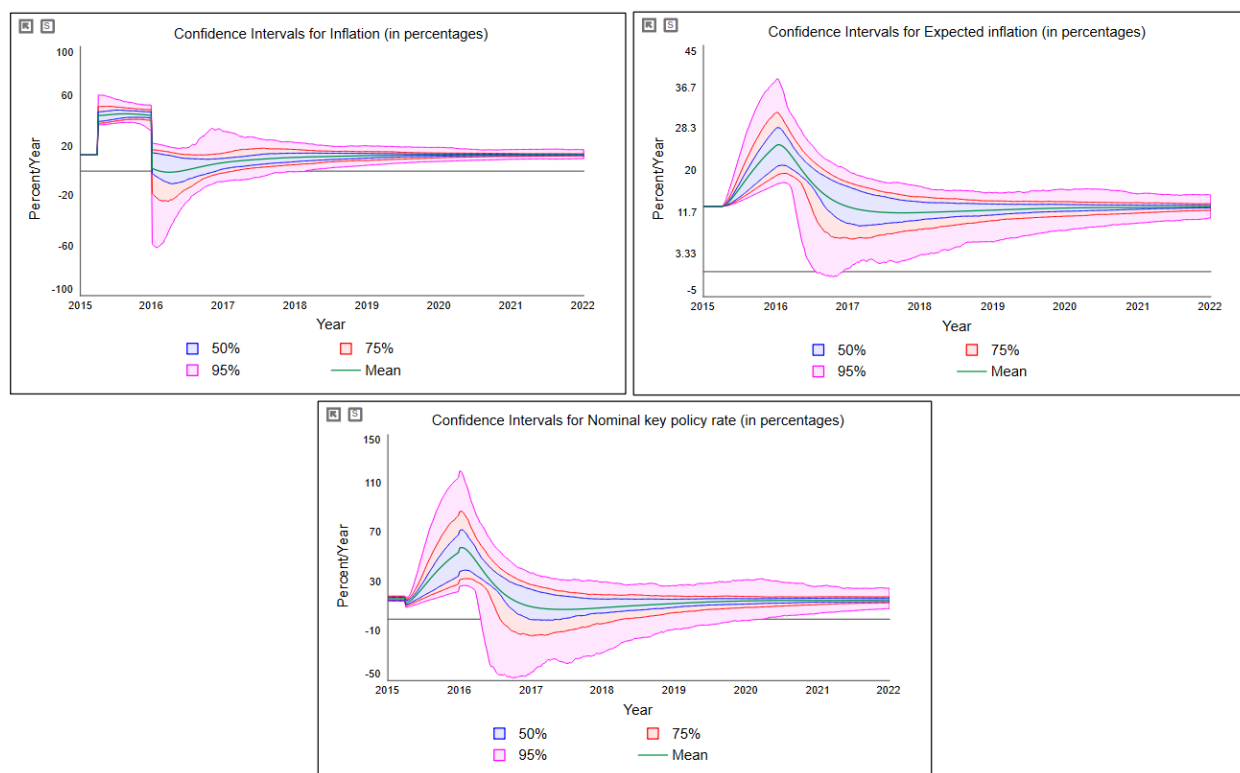 S
Confidence Intervals for Inflation (in percentages)
100
60
20
-20
-60
-100
Percent/Year
2015 2016 2017 2018 2019 2020 2021 2022
Year
50% 75%
95% Mean
S
Confidence Intervals for Expected inflation (in percentages)
45
36.7
28.3
20
11.7
3.33
-5
Percent/Year
2015 2016 2017 2018 2019 2020 2021 2022
Year
50% 75%
95% Mean
S
Confidence Intervals for Nominal key policy rate (in percentages)
150
110
70
30
-10
-50
Percent/Year
2015 2016 2017 2018 2019 2020 2021 2022
Year
50% 75%
95% Mean